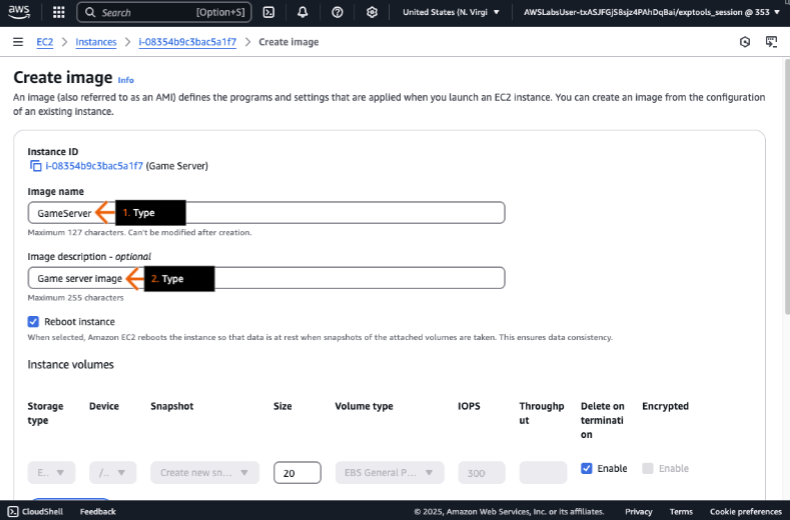 aws Search [Option+S] United States (N. Virgi AWSLabsUser-txASJFGjS8sjz4PAhDqBai/exptools_session @ 353
EC2 > Instances > i-08354b9c3bac5a1f7 > Create image
Create image Info
An image (also referred to as an AMI) defines the programs and settings that are applied when you launch an EC2 instance. You can create an image from the configuration
of an existing instance.
Instance ID
i-08354b9c3bac5a1f7 (Game Server)
Image name
GameServer 1. Type
Maximum 127 characters. Can't be modified after creation.
Image description - optional
Game server image 2. Type
Maximum 255 characters
Reboot instance
When selected, Amazon EC2 reboots the instance so that data is at rest when snapshots of the attached volumes are taken. This ensures data consistency.
Instance volumes
Storage Device Snapshot Size Volume type IOPS Throughp Delete on Encrypted
type ut terminati
on
E... /... Create new sn... 20 EBS General P... 300 Enable Enable
CloudShell Feedback © 2025, Amazon Web Services, Inc. or its affiliates. Privacy Terms Cookie preferences